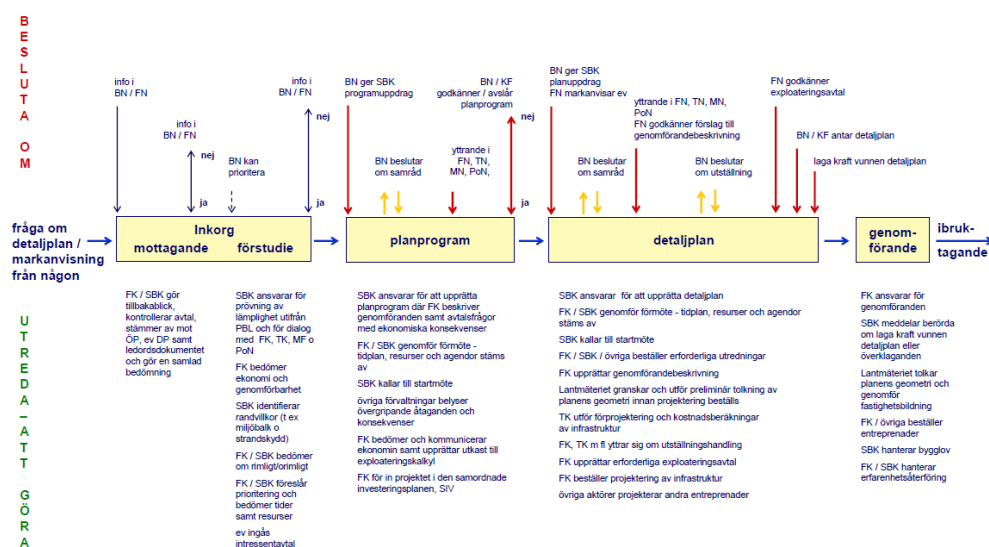 BESLUTA OM
info i
BN / FN
info i
BN / FN
nej
ja
BN kan
prioritera
info i
BN / FN
nej
ja
BN ger SBK
programuppdrag
BN beslutar
om samråd
yttrande i
FN, TN,
MN, PoN,
BN / KF
godkänner / avslår
planprogram
nej
ja
BN ger SBK
planuppdrag
FN markanvisar ev
BN beslutar
om samråd
yttrande i FN, TN, MN,
PoN
FN godkänner förslag till
genomförandebeskrivning
BN beslutar
om utställning
FN godkänner
exploateringsavtal
BN / KF antar detaljplan
laga kraft vunnen detaljplan
fråga om
detaljplan /
markanvisning
från någon
Inkorg
mottagande förstudie
planprogram
detaljplan
genom-
förande
ibruk-
tagande
UTREDA – ATT GÖRA
FK / SBK gör
tillbakablick,
kontrollerar avtal,
stämmer av mot
ÖP, ev DP samt
ledordsdokumentet
och gör en samlad
bedömning
SBK ansvarar för
prövning av
lämplighet utifrån
PBL och för dialog
med FK, TK, MF o
PoN
FK bedömer
ekonomi och
genomförbarhet
SBK identifierar
randvillkor (t ex
miljöbalk o
strandskydd)
FK / SBK bedömer
om rimligt/orimligt
FK / SBK föreslår
prioritering och
bedömer tider
samt resurser
ev ingås
intressentavtal
SBK ansvarar för att upprätta
planprogram där FK beskriver
genomföranden samt avtalsfrågor
med ekonomiska konsekvenser
FK / SBK genomför förmöte -
tidplan, resurser och agendor stäms
av
SBK kallar till startmöte
övriga förvaltningar belyser
övergripande åtaganden och
konsekvenser
FK bedömer och kommunicerar
ekonomin samt upprättar utkast till
exploateringskalkyl
FK för in projektet i den samordnade
investeringsplanen, SIV
SBK ansvarar för att upprätta detaljplan
FK / SBK genomför förmöte - tidplan, resurser och agendor
stäms av
SBK kallar till startmöte
FK / SBK / övriga beställer erforderliga utredningar
FK upprättar genomförandebeskrivning
Lantmäteriet granskar och utför preliminär tolkning av
planens geometri innan projektering beställs
TK utför förprojektering och kostnadsberäkningar
av infrastruktur
FK, TK m fl yttrar sig om utställningshandling
FK upprättar erforderliga exploateringsavtal
FK beställer projektering av infrastruktur
övriga aktörer projekterar andra entreprenader
FK ansvarar för
genomföranden
SBK meddelar berörda
om laga kraft vunnen
detaljplan eller
överklaganden
Lantmäteriet tolkar
planens geometri och
genomför
fastighetsbildning
FK / övriga beställer
entreprenader
SBK hanterar bygglov
FK / SBK hanterar
erfarenhetsåterföring